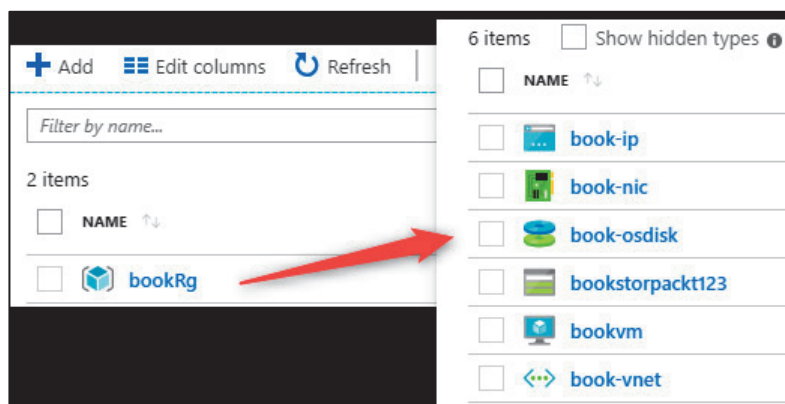 Add Edit columns Refresh
Filter by name...
2 items
NAME
bookRg
6 items Show hidden types
NAME
book-ip
book-nic
book-osdisk
bookstorpackt123
bookvm
book-vnet